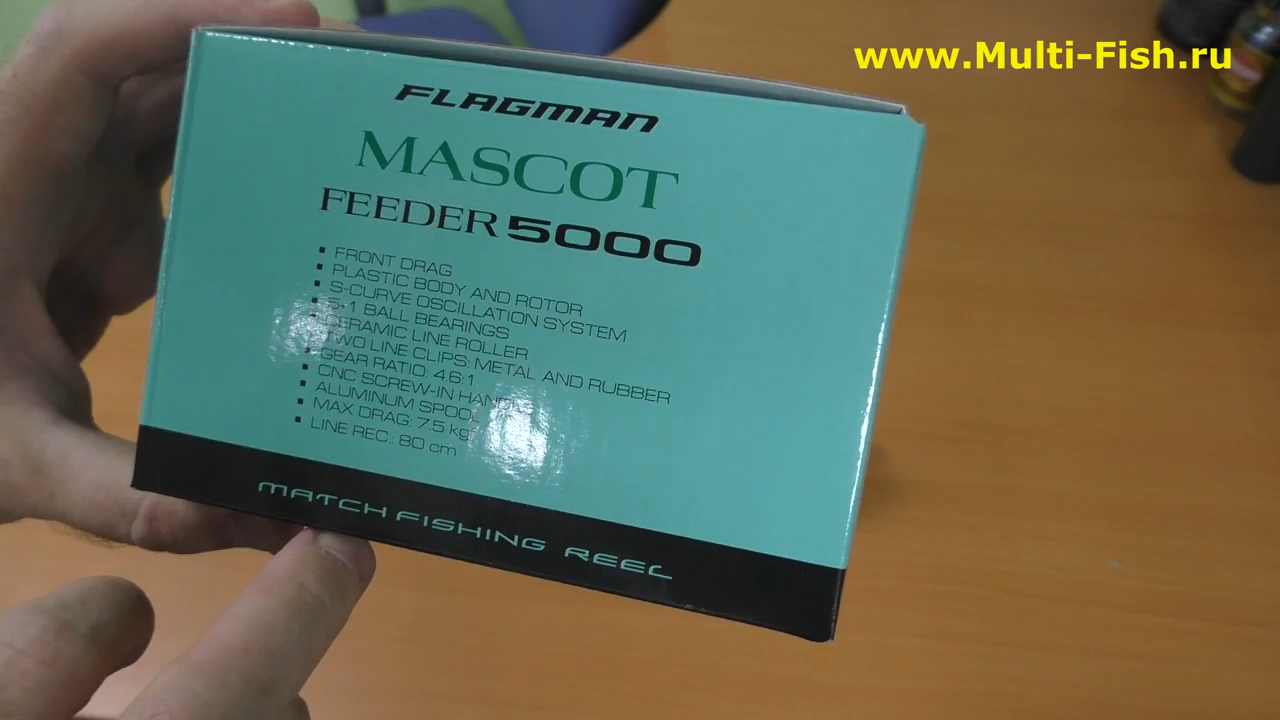 www.Multi-Fish.ru
FLAGMAN
MASCOT
FEEDER 5000
FRONT DRAG
PLASTIC BODY AND ROTOR
S-CURVE OSCILLATION SYSTEM
5+1 BALL BEARINGS
CERAMIC LINE ROLLER
TWO LINE CLIPS: METAL AND RUBBER
GEAR RATIO: 4.6:1
CNC SCREW-IN HANDLE
ALUMINUM SPOOL
MAX DRAG: 7.5 kg
LINE REC.: 80 cm
MATCH FISHING REEL